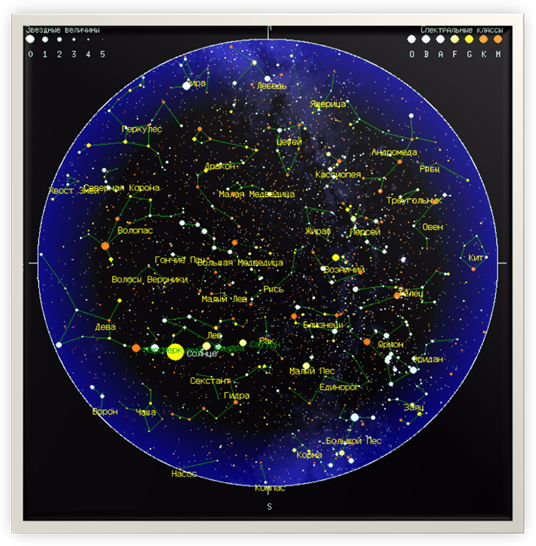 Звездные величины
0 1 2 3 4 5
N
Спектральные классы
O B A F G K M
Лира
Лебедь
Ящерица
Геркулес
Цефей
Дракон
Андромеда
Рыбы
Кассиопея
Хвост Змеи
Северная Корона
Малая Медведица
Треугольник
Волопас
Жираф
Персей
Овен
Гончие Псы
Большая Медведица
Возничий
Кит
Волосы Вероники
Рысь
Малый Лев
Телец
Дева
Близнецы
Лев
Рак
Орион
Солнце
Эридан
Малый Пес
Секстант
Единорог
Гидра
Ворон
Чаша
Заяц
Большой Пес
Корма
Насос
Компас
S